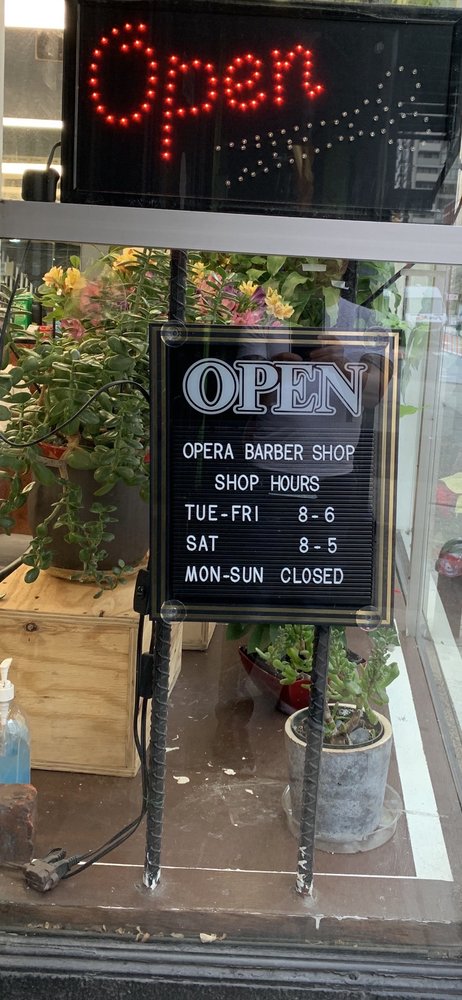 Open
OPEN
OPERA BARBER SHOP
SHOP HOURS
TUE-FRI 8-6
SAT 8-5
MON-SUN CLOSED